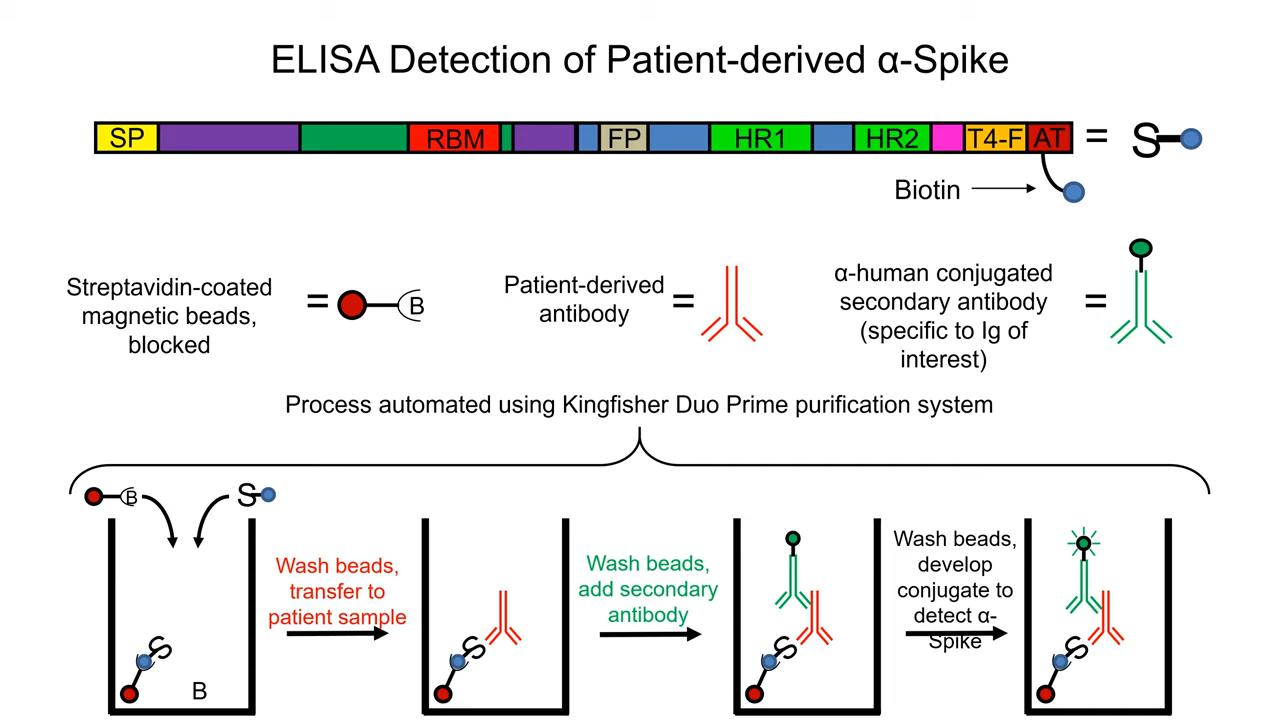 ELISA Detection of Patient-derived α-Spike
SP
RBM
FP
HR1
HR2
T4-F
AT
=
S
Biotin
Streptavidin-coated
magnetic beads,
blocked
=
B
Patient-derived
antibody
=
α-human conjugated
secondary antibody
(specific to Ig of
interest)
=
Process automated using Kingfisher Duo Prime purification system
B
S
S
B
Wash beads,
transfer to
patient sample
S
Wash beads,
add secondary
antibody
S
Wash beads,
develop
conjugate to
detect α-
Spike
S